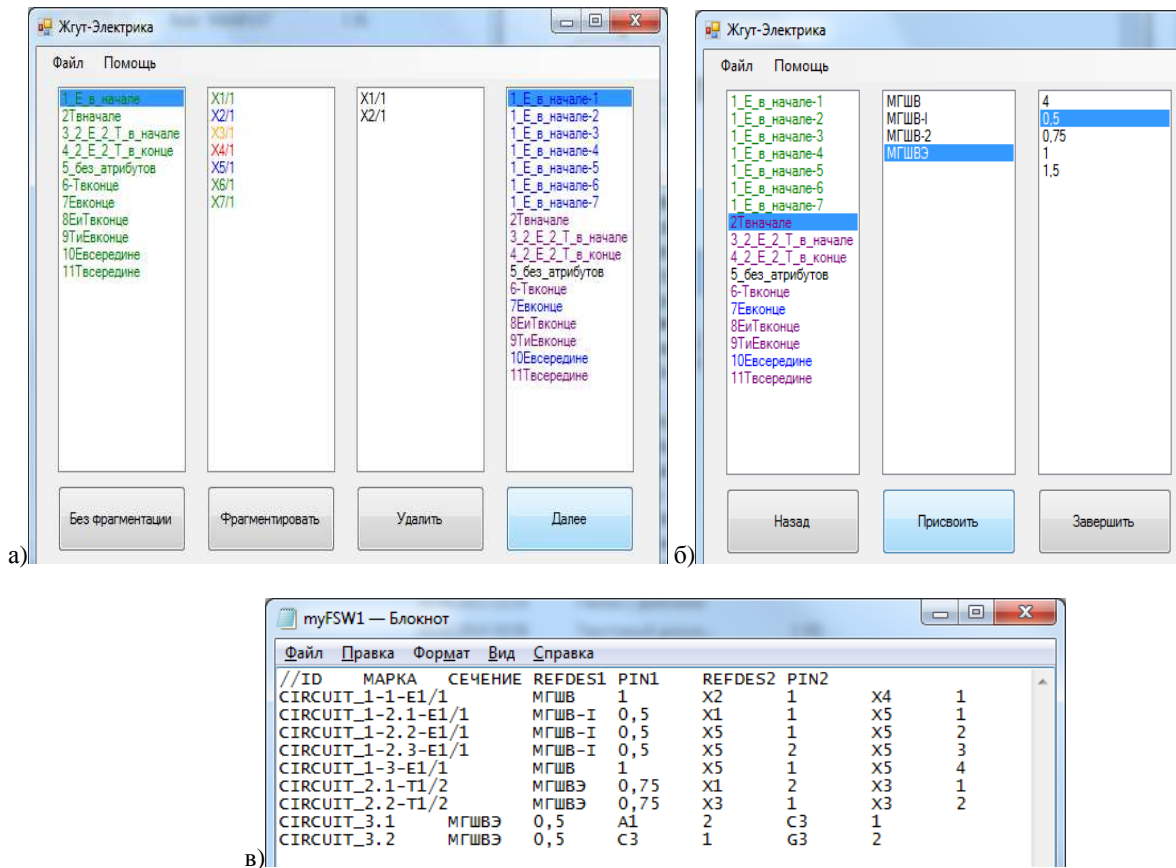 Жгут-Электрика
Файл Помощь
1_Е_в_начале
2Твначале
3_2_Е_2_Т_в_начале
4_2_Е_2_Т_в_конце
5_без_атрибутов
6-Твконце
7Евконце
8ЕиТвконце
9ТиЕвконце
10Евсередине
11Твсередине
X1/1
X2/1
X3/1
X4/1
X5/1
X6/1
X7/1
X1/1
X2/1
1_Е_в_начале-1
1_Е_в_начале-2
1_Е_в_начале-3
1_Е_в_начале-4
1_Е_в_начале-5
1_Е_в_начале-6
1_Е_в_начале-7
2Твначале
3_2_Е_2_Т_в_начале
4_2_Е_2_Т_в_конце
5_без_атрибутов
6-Твконце
7Евконце
8ЕиТвконце
9ТиЕвконце
10Евсередине
11Твсередине
Без фрагментации
Фрагментировать
Удалить
Далее
а)
Жгут-Электрика
Файл Помощь
1_Е_в_начале-1
1_Е_в_начале-2
1_Е_в_начале-3
1_Е_в_начале-4
1_Е_в_начале-5
1_Е_в_начале-6
1_Е_в_начале-7
2Твначале
3_2_Е_2_Т_в_начале
4_2_Е_2_Т_в_конце
5_без_атрибутов
6-Твконце
7Евконце
8ЕиТвконце
9ТиЕвконце
10Евсередине
11Твсередине
МГШВ
МГШВ-I
МГШВ-2
МГШВЭ
4
0,5
0,75
1
1,5
Назад
Присвоить
Завершить
б)
myFSW1 — Блокнот
Файл Правка Формат Вид Справка
//ID МАРКА СЕЧЕНИЕ REFDES1 PIN1 REFDES2 PIN2
CIRCUIT_1-1-E1/1 МГШВ 1 X2 1 X4 1
CIRCUIT_1-2.1-E1/1 МГШВ-I 0,5 X1 1 X5 1
CIRCUIT_1-2.2-E1/1 МГШВ-I 0,5 X5 1 X5 2
CIRCUIT_1-2.3-E1/1 МГШВ-I 0,5 X5 2 X5 3
CIRCUIT_1-3-E1/1 МГШВ 1 X5 1 X5 4
CIRCUIT_2.1-T1/2 МГШВЭ 0,75 X1 2 X3 1
CIRCUIT_2.2-T1/2 МГШВЭ 0,75 X3 1 X3 2
CIRCUIT_3.1 МГШВЭ 0,5 A1 2 C3 1
CIRCUIT_3.2 МГШВЭ 0,5 C3 1 G3 2
в)